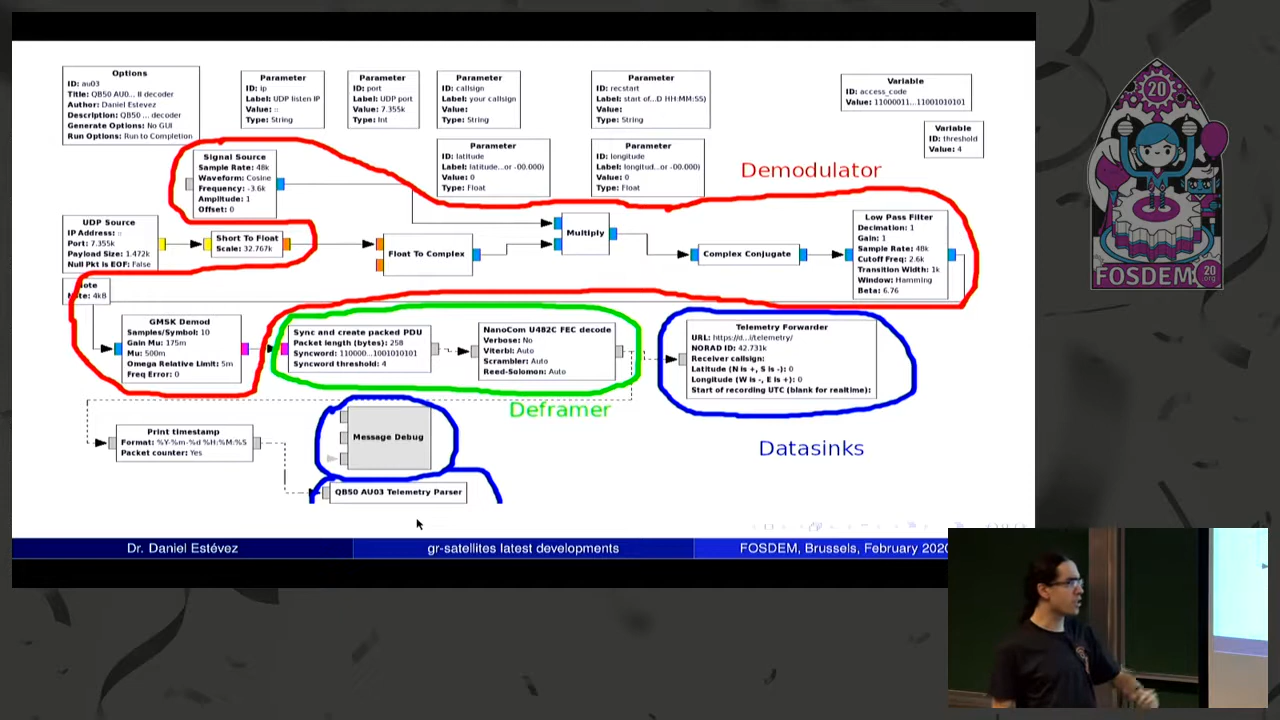 Options
ID: au03
Title: QB50 AU0... ll decoder
Author: Daniel Estevez
Description: QB50 ... decoder
Generate Options: No GUI
Run Options: Run to Completion
Parameter
ID: ip
Label: UDP listen IP
Value: ::
Type: String
Parameter
ID: port
Label: UDP port
Value: 7.355k
Type: Int
Parameter
ID: callsign
Label: your callsign
Value:
Type: String
Parameter
ID: recstart
Label: start of...D HH:MM:SS)
Value:
Type: String
Variable
ID: access_code
Value: 11000011...11001010101
Variable
ID: threshold
Value: 4
Parameter
ID: latitude
Label: latitude...or -00.000)
Value: 0
Type: Float
Parameter
ID: longitude
Label: longitud...or -00.000)
Value: 0
Type: Float
Demodulator
Signal Source
Sample Rate: 48k
Waveform: Cosine
Frequency: -3.6k
Amplitude: 1
Offset: 0
UDP Source
IP Address: ::
Port: 7.355k
Payload Size: 1.472k
Null Pkt is EOF: False
Short To Float
Scale: 32.767k
Float To Complex
Multiply
Complex Conjugate
Low Pass Filter
Decimation: 1
Gain: 1
Sample Rate: 48k
Cutoff Freq: 2.6k
Transition Width: 1k
Window: Hamming
Beta: 6.76
Note
Note: 4k8
GMSK Demod
Samples/Symbol: 10
Gain Mu: 175m
Mu: 500m
Omega Relative Limit: 5m
Freq Error: 0
Sync and create packed PDU
Packet length (bytes): 258
Syncword: 110000...1001010101
Syncword threshold: 4
NanoCom U482C FEC decode
Verbose: No
Viterbi: Auto
Scrambler: Auto
Reed-Solomon: Auto
Telemetry Forwarder
URL: https://d...l/telemetry/
NORAD ID: 42.731k
Receiver callsign:
Latitude (N is +, S is -): 0
Longitude (W is -, E is +): 0
Start of recording UTC (blank for realtime):
Deframer
Datasinks
Print timestamp
Format: %Y-%m-%d %H:%M:%S
Packet counter: Yes
Message Debug
QB50 AU03 Telemetry Parser
Dr. Daniel Estévez
gr-satellites latest developments
FOSDEM, Brussels, February 2020
20
FOSDEM
20
.org